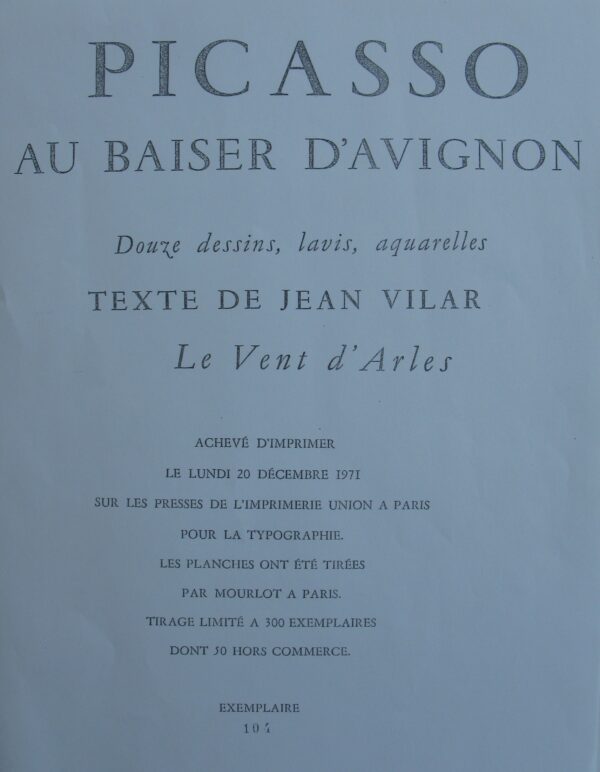 PICASSO
AU BAISER D'AVIGNON
Douze dessins, lavis, aquarelles
TEXTE DE JEAN VILAR
Le Vent d'Arles
ACHEVÉ D'IMPRIMER
LE LUNDI 20 DÉCEMBRE 1971
SUR LES PRESSES DE L'IMPRIMERIE UNION A PARIS
POUR LA TYPOGRAPHIE.
LES PLANCHES ONT ÉTÉ TIRÉES
PAR MOURLOT A PARIS.
TIRAGE LIMITÉ A 300 EXEMPLAIRES
DONT 50 HORS COMMERCE.
EXEMPLAIRE
104